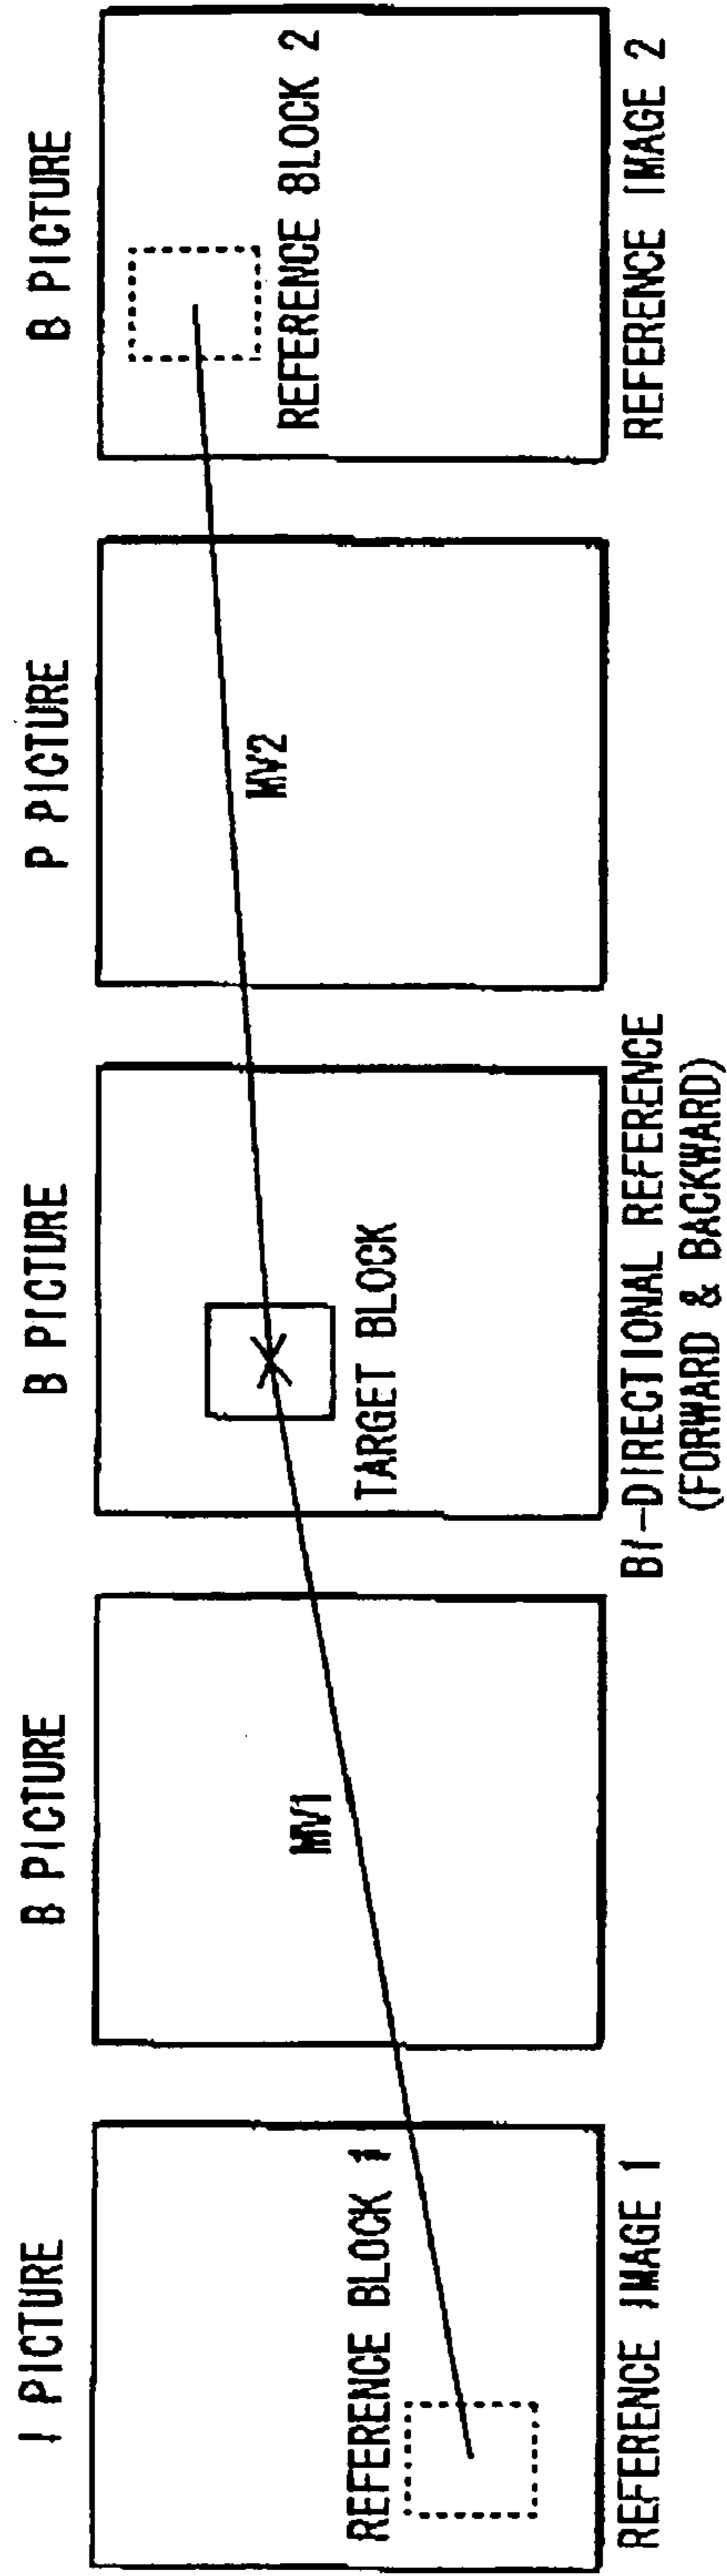 I PICTURE
B PICTURE
B PICTURE
P PICTURE
B PICTURE
REFERENCE BLOCK 1
MV1
TARGET BLOCK
MV2
REFERENCE BLOCK 2
REFERENCE IMAGE 1
BI-DIRECTIONAL REFERENCE
(FORWARD & BACKWARD)
REFERENCE IMAGE 2